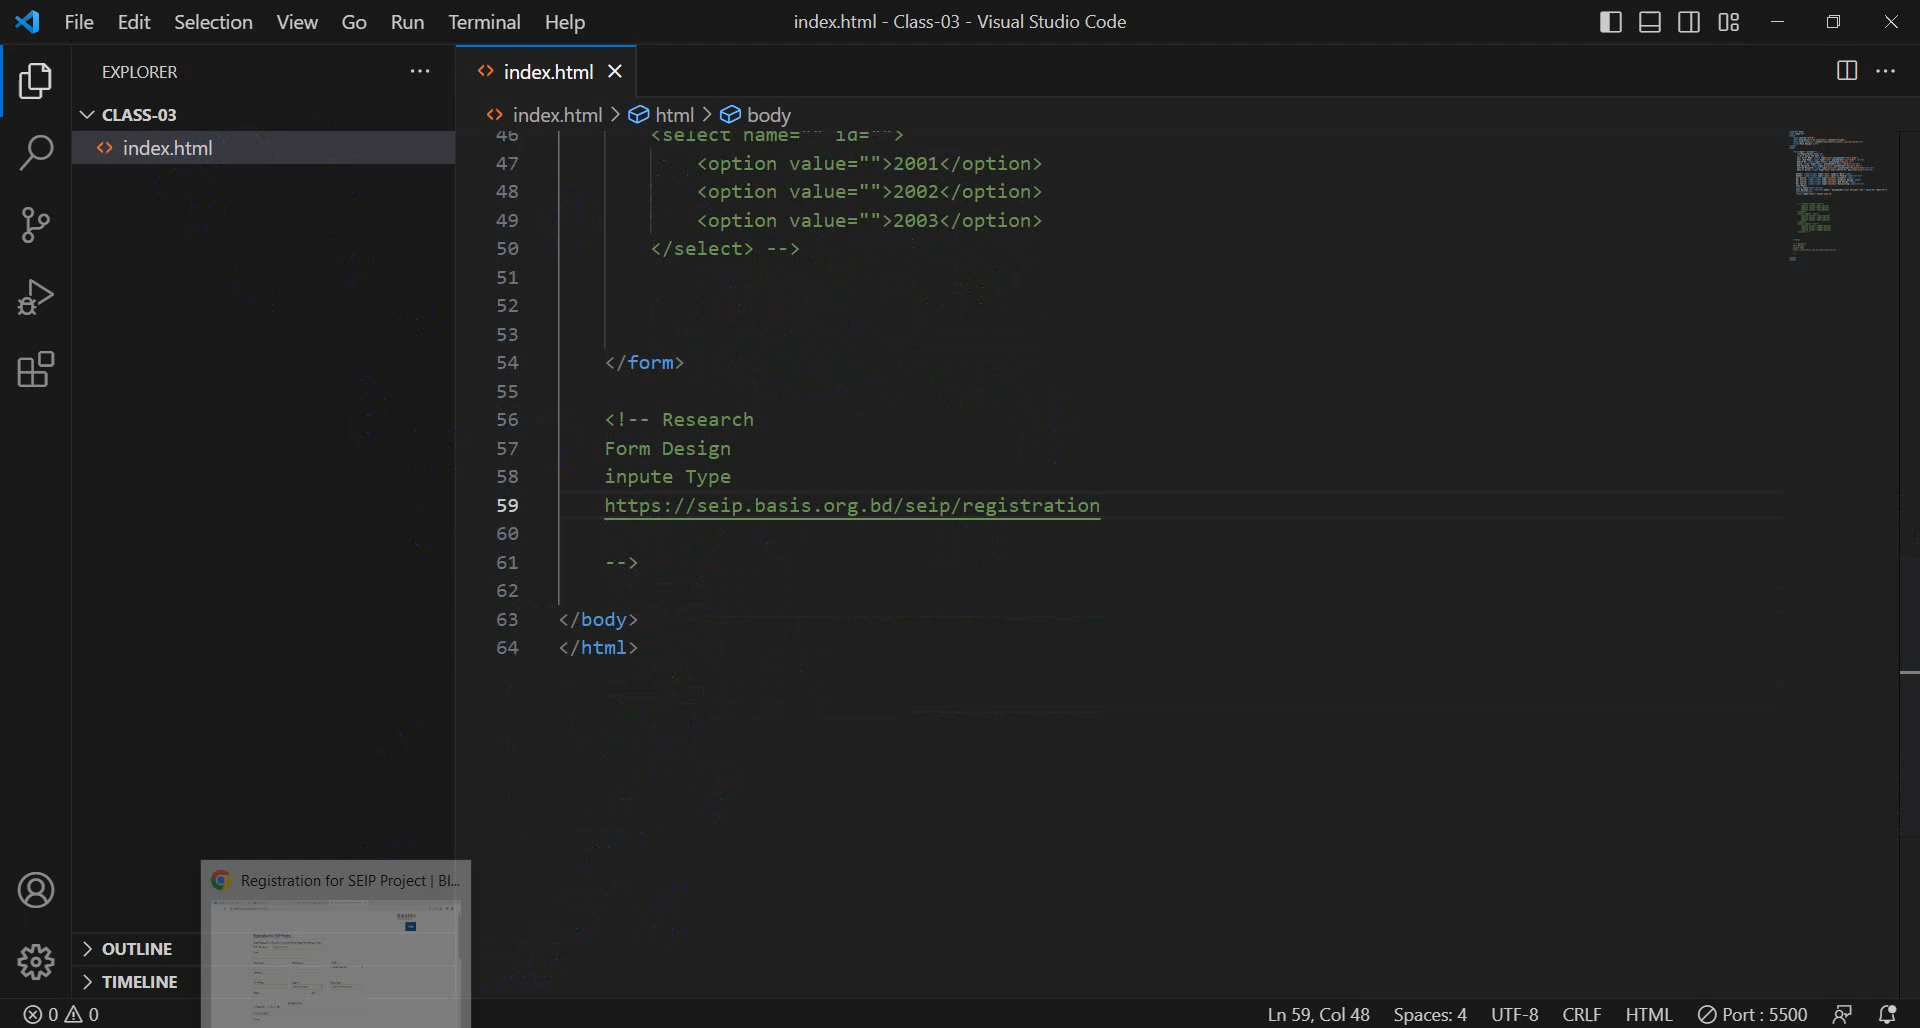 File Edit Selection View Go Run Terminal Help
index.html - Class-03 - Visual Studio Code
EXPLORER
index.html
CLASS-03
index.html
index.html > html > body
46 <select name="" id="">
47 <option value="">2001</option>
48 <option value="">2002</option>
49 <option value="">2003</option>
50 </select> -->
51
52
53
54 </form>
55
56 <!-- Research
57 Form Design
58 inpute Type
59 https://seip.basis.org.bd/seip/registration
60
61 -->
62
63 </body>
64 </html>
Registration for SEIP Project | Bl...
OUTLINE
TIMELINE
0 0
Ln 59, Col 48 Spaces: 4 UTF-8 CRLF HTML Port : 5500